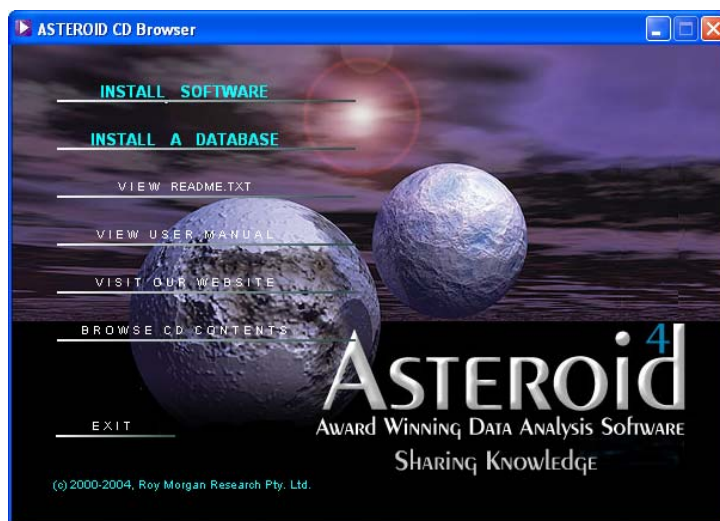 ASTEROID CD Browser
INSTALL SOFTWARE
INSTALL A DATABASE
VIEW README.TXT
VIEW USER MANUAL
VISIT OUR WEBSITE
BROWSE CD CONTENTS
4
Asteroid
Award Winning Data Analysis Software
Sharing Knowledge
EXIT
(c) 2000-2004, Roy Morgan Research Pty. Ltd.